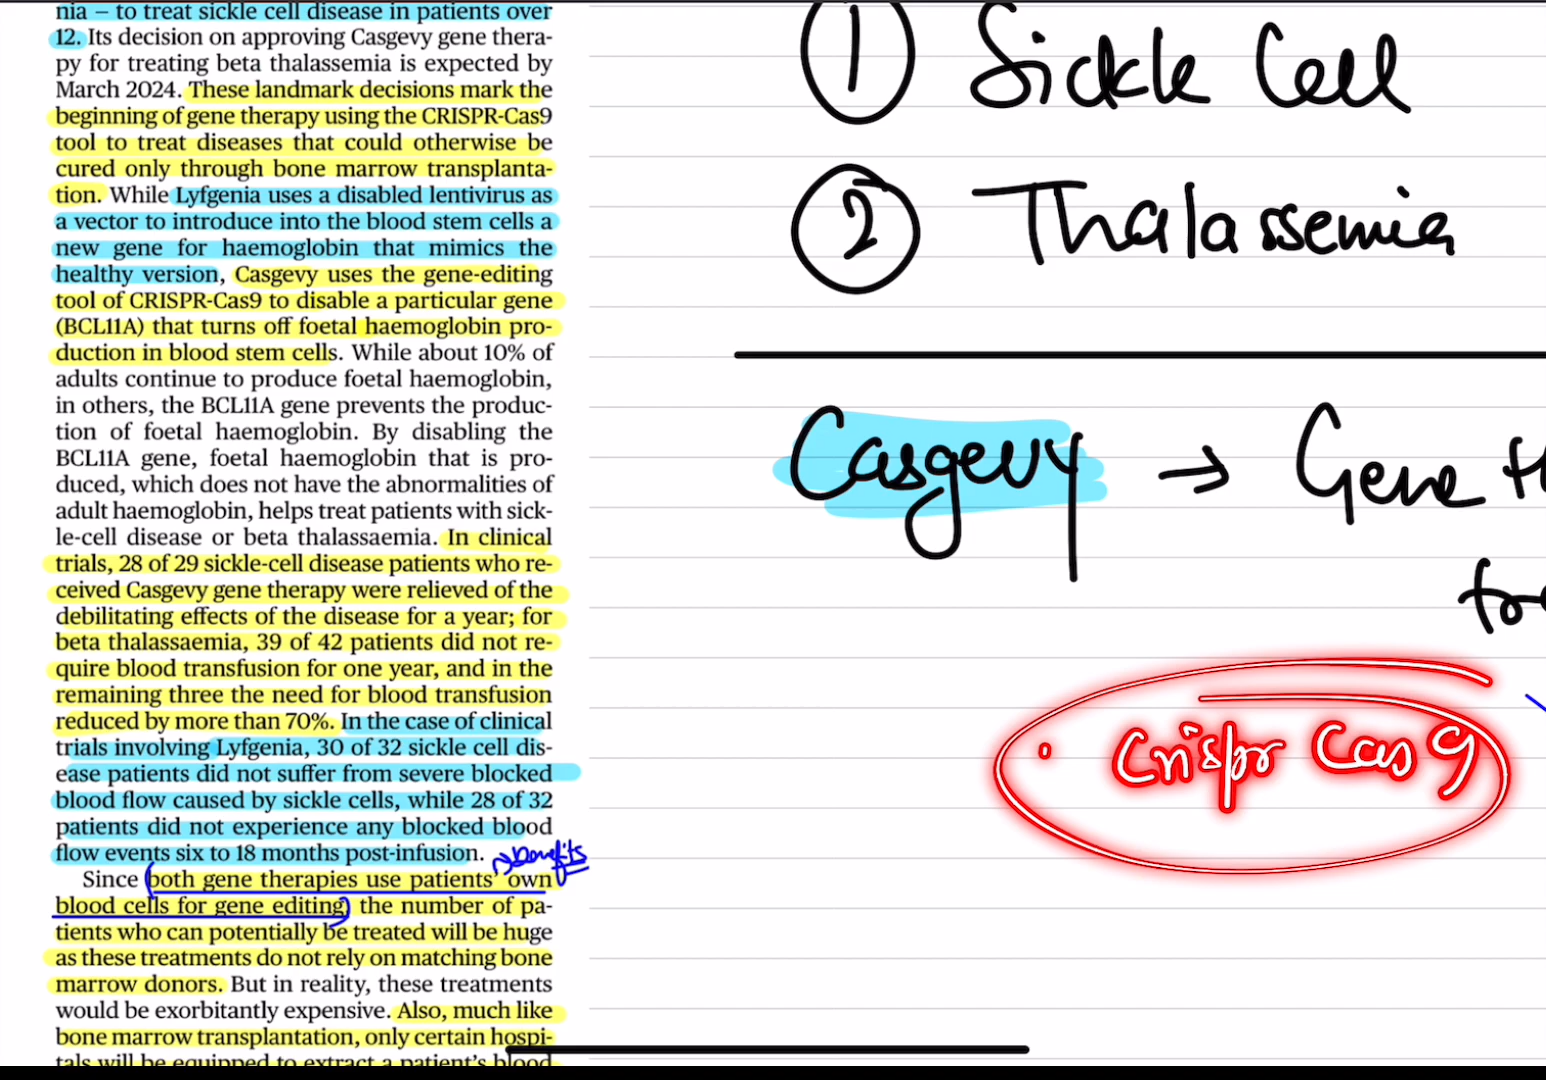 nia – to treat sickle cell disease in patients over
12. Its decision on approving Casgevy gene thera-
py for treating beta thalassemia is expected by
March 2024. These landmark decisions mark the
beginning of gene therapy using the CRISPR-Cas9
tool to treat diseases that could otherwise be
cured only through bone marrow transplanta-
tion. While Lyfgenia uses a disabled lentivirus as
a vector to introduce into the blood stem cells a
new gene for haemoglobin that mimics the
healthy version, Casgevy uses the gene-editing
tool of CRISPR-Cas9 to disable a particular gene
(BCL11A) that turns off foetal haemoglobin pro-
duction in blood stem cells. While about 10% of
adults continue to produce foetal haemoglobin,
in others, the BCL11A gene prevents the produc-
tion of foetal haemoglobin. By disabling the
BCL11A gene, foetal haemoglobin that is pro-
duced, which does not have the abnormalities of
adult haemoglobin, helps treat patients with sick-
le-cell disease or beta thalassaemia. In clinical
trials, 28 of 29 sickle-cell disease patients who re-
ceived Casgevy gene therapy were relieved of the
debilitating effects of the disease for a year; for
beta thalassaemia, 39 of 42 patients did not re-
quire blood transfusion for one year, and in the
remaining three the need for blood transfusion
reduced by more than 70%. In the case of clinical
trials involving Lyfgenia, 30 of 32 sickle cell dis-
ease patients did not suffer from severe blocked
blood flow caused by sickle cells, while 28 of 32
patients did not experience any blocked blood
flow events six to 18 months post-infusion.
benefits
Since both gene therapies use patients' own
blood cells for gene editing, the number of pa-
tients who can potentially be treated will be huge
as these treatments do not rely on matching bone
marrow donors. But in reality, these treatments
would be exorbitantly expensive. Also, much like
bone marrow transplantation, only certain hospi-
tals will be equipped to extract a patient's blood
1 Sickle Cell
2 Thalassemia
Casgevy → Gene
Crispr Cas 9